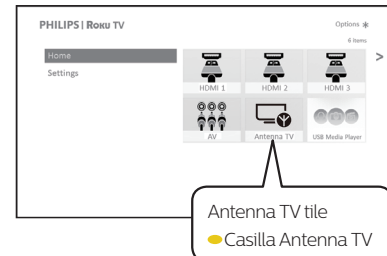 PHILIPS | ROKU TV
Options ✱
6 items
Home
Settings
>
HDMI 1
HDMI 2
HDMI 3
AV
Antenna TV
USB Media Player
Antenna TV tile
Casilla Antenna TV